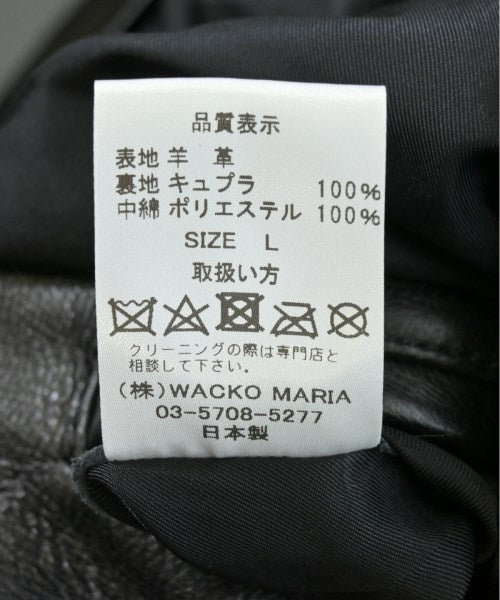 品質表示
表地 羊 革
裏地 キュプラ 100%
中綿 ポリエステル 100%
SIZE L
取扱い方
クリーニングの際は専門店と
相談して下さい。
(株)WACKO MARIA
03-5708-5277
日本製